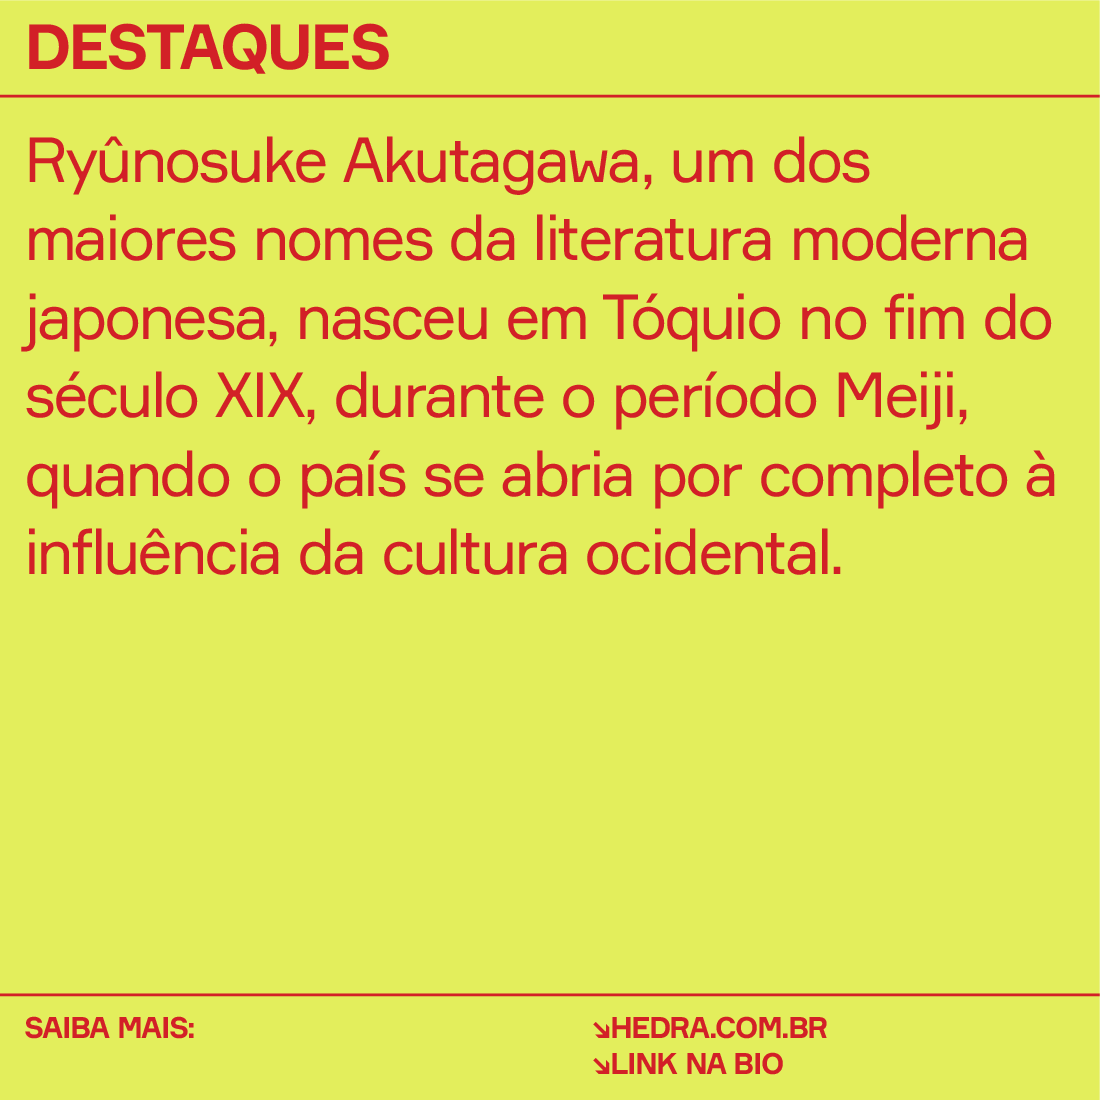 DESTAQUES
Ryûnosuke Akutagawa, um dos
maiores nomes da literatura moderna
japonesa, nasceu em Tóquio no fim do
século XIX, durante o período Meiji,
quando o país se abria por completo à
influência da cultura ocidental.
SAIBA MAIS:
↘HEDRA.COM.BR
↘LINK NA BIO